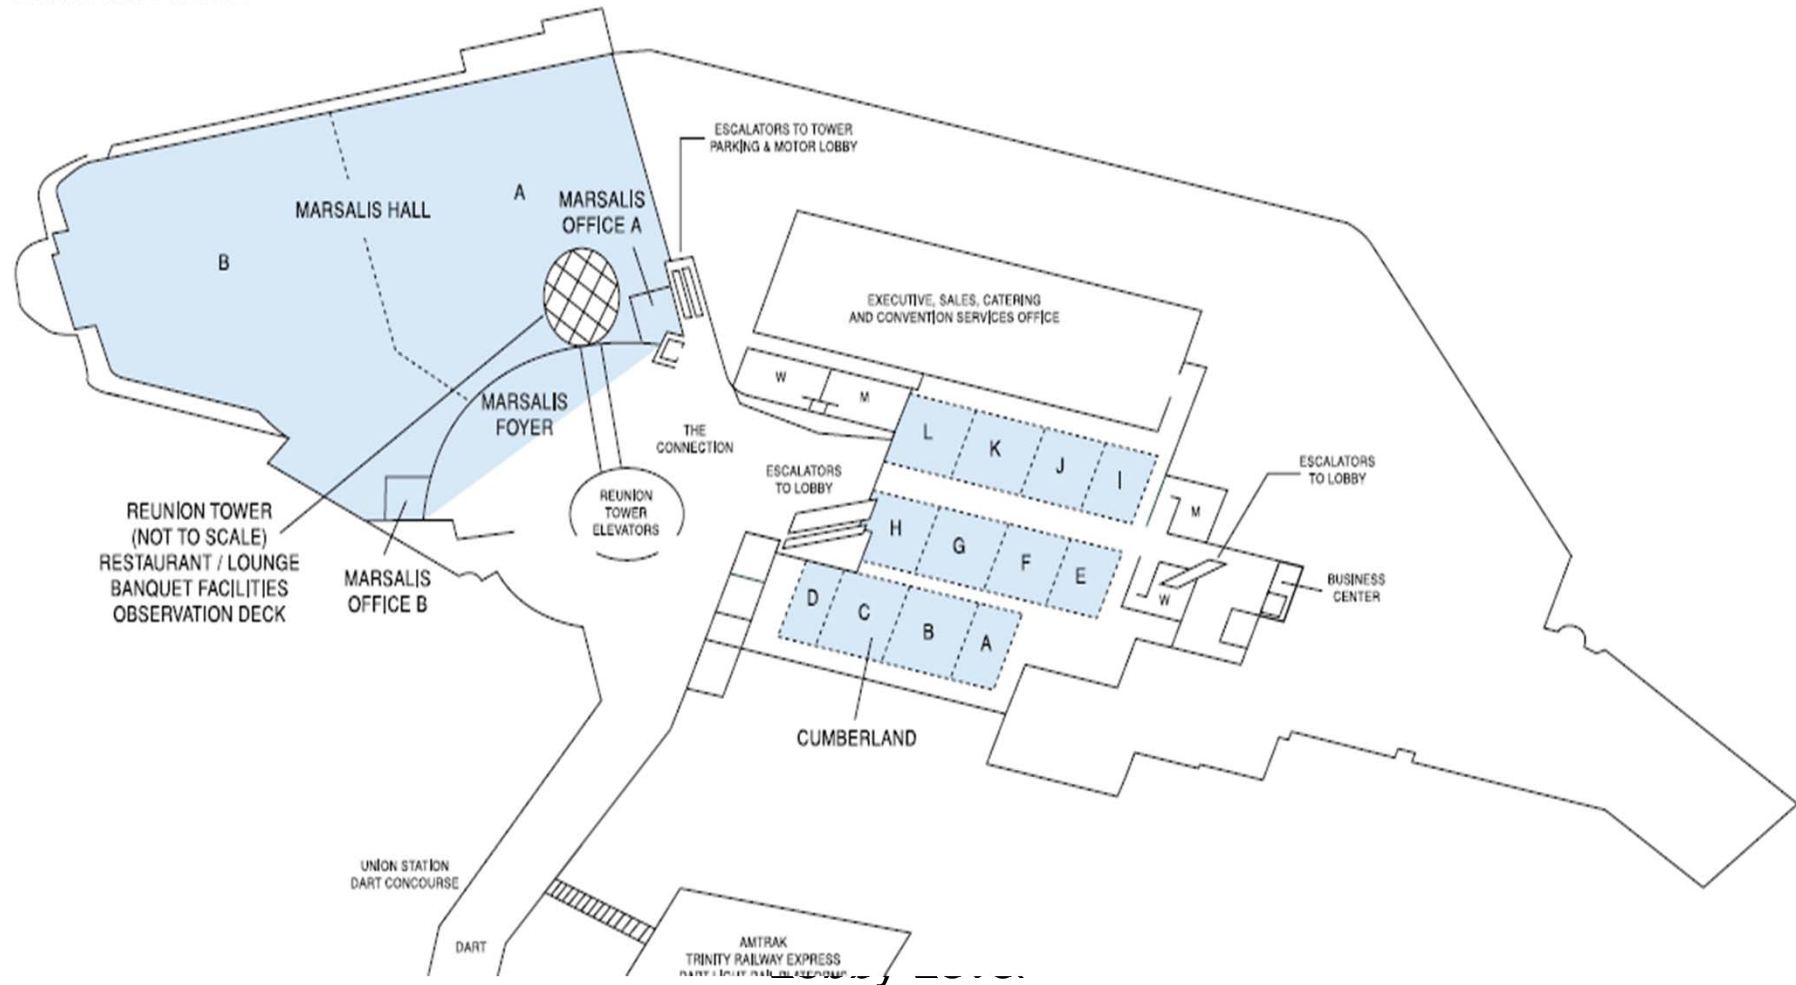 ESCALATORS TO TOWER
PARKING & MOTOR LOBBY
A
MARSALIS
OFFICE A
MARSALIS HALL
B
EXECUTIVE, SALES, CATERING
AND CONVENTION SERVICES OFFICE
W
M
MARSALIS
FOYER
THE
CONNECTION
L
K
J
I
ESCALATORS
TO LOBBY
ESCALATORS
TO LOBBY
REUNION
TOWER
ELEVATORS
H
G
F
E
M
W
BUSINESS
CENTER
REUNION TOWER
(NOT TO SCALE)
RESTAURANT / LOUNGE
BANQUET FACILITIES
OBSERVATION DECK
MARSALIS
OFFICE B
D
C
B
A
CUMBERLAND
UNION STATION
DART CONCOURSE
DART
AMTRAK
TRINITY RAILWAY EXPRESS